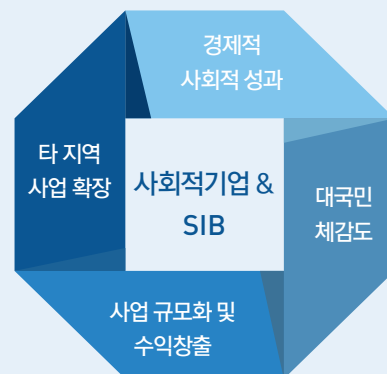 경제적
사회적 성과
타 지역
사업 확장
사회적기업 &
SIB
대국민
체감도
사업 규모화 및
수익창출